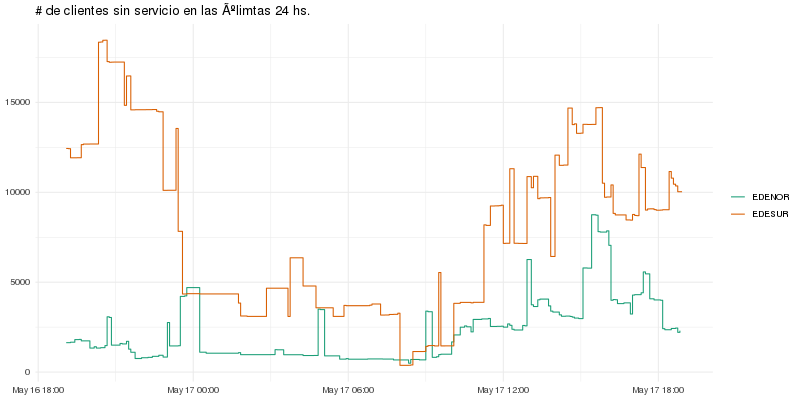 # de clientes sin servicio en las Ãºlimtas 24 hs.
15000
10000
5000
0
May 16 18:00 May 17 00:00 May 17 06:00 May 17 12:00 May 17 18:00
EDENOR
EDESUR